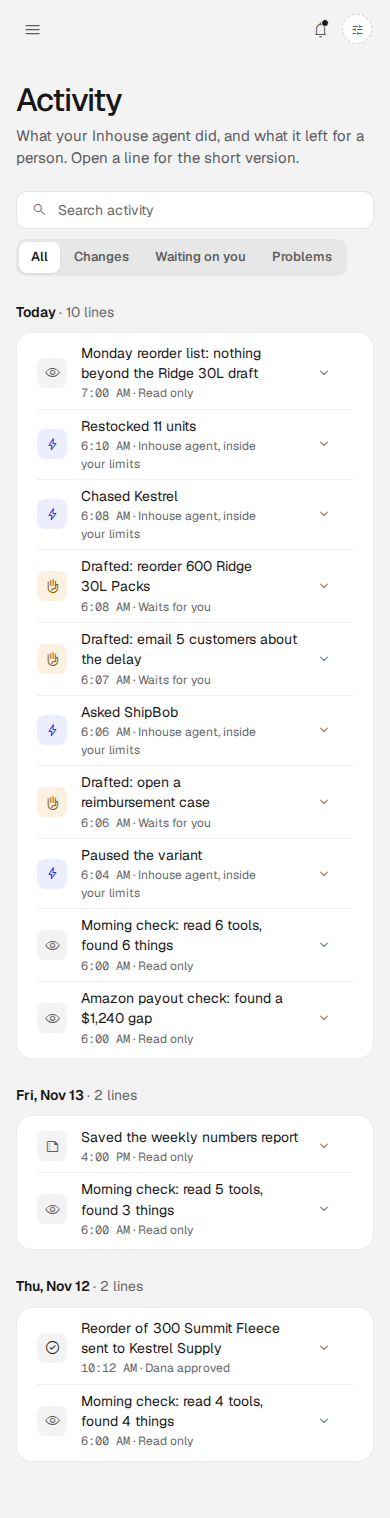 Activity
What your Inhouse agent did, and what it left for a
person. Open a line for the short version.
Search activity
All Changes Waiting on you Problems
Today · 10 lines
Monday reorder list: nothing
beyond the Ridge 30L draft
7:00 AM · Read only
Restocked 11 units
6:10 AM · Inhouse agent, inside
your limits
Chased Kestrel
6:08 AM · Inhouse agent, inside
your limits
Drafted: reorder 600 Ridge
30L Packs
6:08 AM · Waits for you
Drafted: email 5 customers about
the delay
6:07 AM · Waits for you
Asked ShipBob
6:06 AM · Inhouse agent, inside
your limits
Drafted: open a
reimbursement case
6:06 AM · Waits for you
Paused the variant
6:04 AM · Inhouse agent, inside
your limits
Morning check: read 6 tools,
found 6 things
6:00 AM · Read only
Amazon payout check: found a
$1,240 gap
6:00 AM · Read only
Fri, Nov 13 · 2 lines
Saved the weekly numbers report
4:00 PM · Read only
Morning check: read 5 tools,
found 3 things
6:00 AM · Read only
Thu, Nov 12 · 2 lines
Reorder of 300 Summit Fleece
sent to Kestrel Supply
10:12 AM · Dana approved
Morning check: read 4 tools,
found 4 things
6:00 AM · Read only